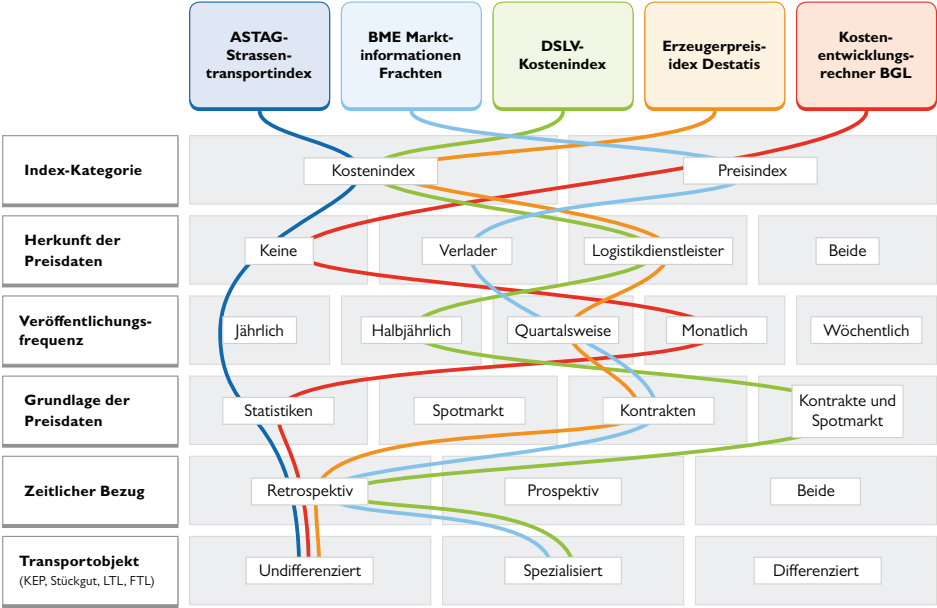 ASTAG-
Strassen-
transportindex
BME Markt-
informationen
Frachten
DSLV-
Kostenindex
Erzeugerpreis-
idex Destatis
Kosten-
entwicklungs-
rechner BGL
Index-Kategorie
Kostenindex
Preisindex
Herkunft der
Preisdaten
Keine
Verlader
Logistikdienstleister
Beide
Veröffentlichungs-
frequenz
Jährlich
Halbjährlich
Quartalsweise
Monatlich
Wöchentlich
Grundlage der
Preisdaten
Statistiken
Spotmarkt
Kontrakten
Kontrakte und
Spotmarkt
Zeitlicher Bezug
Retrospektiv
Prospektiv
Beide
Transportobjekt
(KEP, Stückgut, LTL, FTL)
Undifferenziert
Spezialisiert
Differenziert